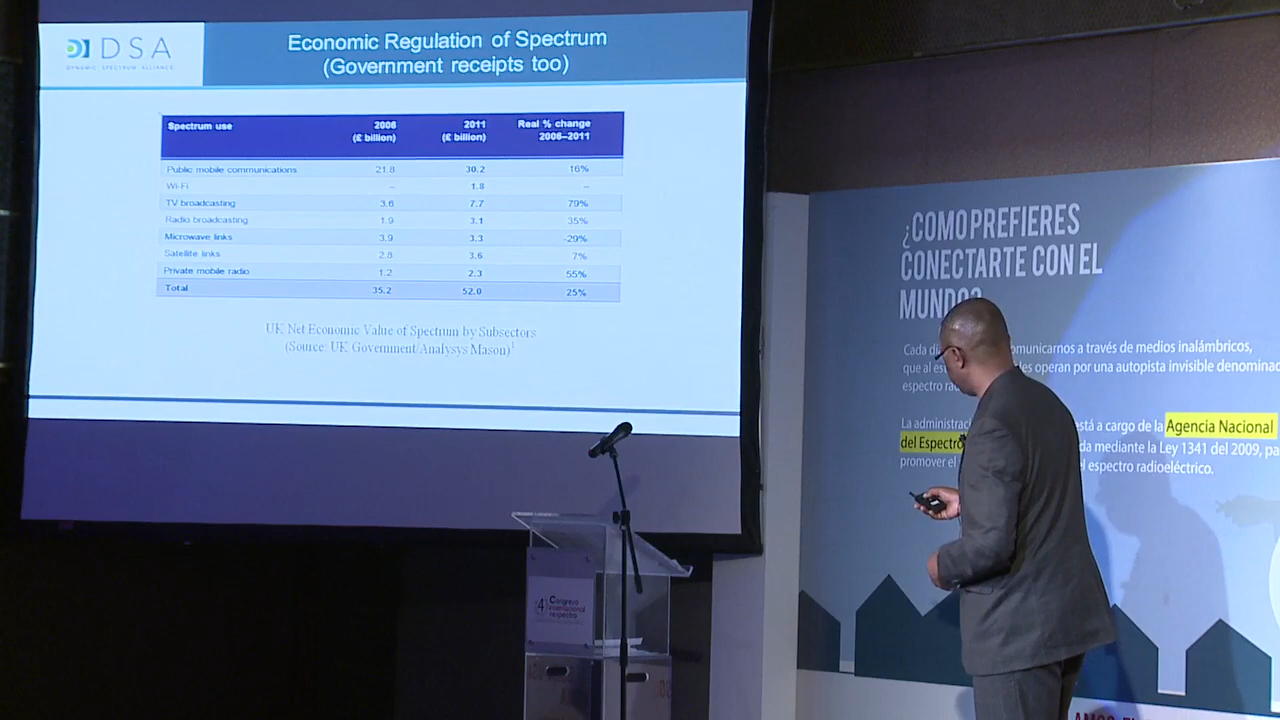 DSA
DYNAMIC SPECTRUM ALLIANCE
Economic Regulation of Spectrum
(Government receipts too)
Spectrum use 2006 (£ billion) 2011 (£ billion) Real % change 2006–2011
Public mobile communications 21.8 30.2 16%
Wi-Fi – 1.8 –
TV broadcasting 3.6 7.7 79%
Radio broadcasting 1.9 3.1 35%
Microwave links 3.9 3.3 -29%
Satellite links 2.8 3.6 7%
Private mobile radio 1.2 2.3 55%
Total 35.2 52.0 25%
UK Net Economic Value of Spectrum by Subsectors
(Source: UK Government/Analysys Mason)1
¿COMO PREFIERES
CONECTARTE CON EL
MUNDO?
Cada omunicarnos a través de medios inalámbricos,
que al operan por una autopista invisible
espectro
La está a cargo de la Agencia Nacional
del Espectro mediante la Ley 1341 del 2009,
promover el espectro radioeléctrico.
4 Congreso
internacional
espectro